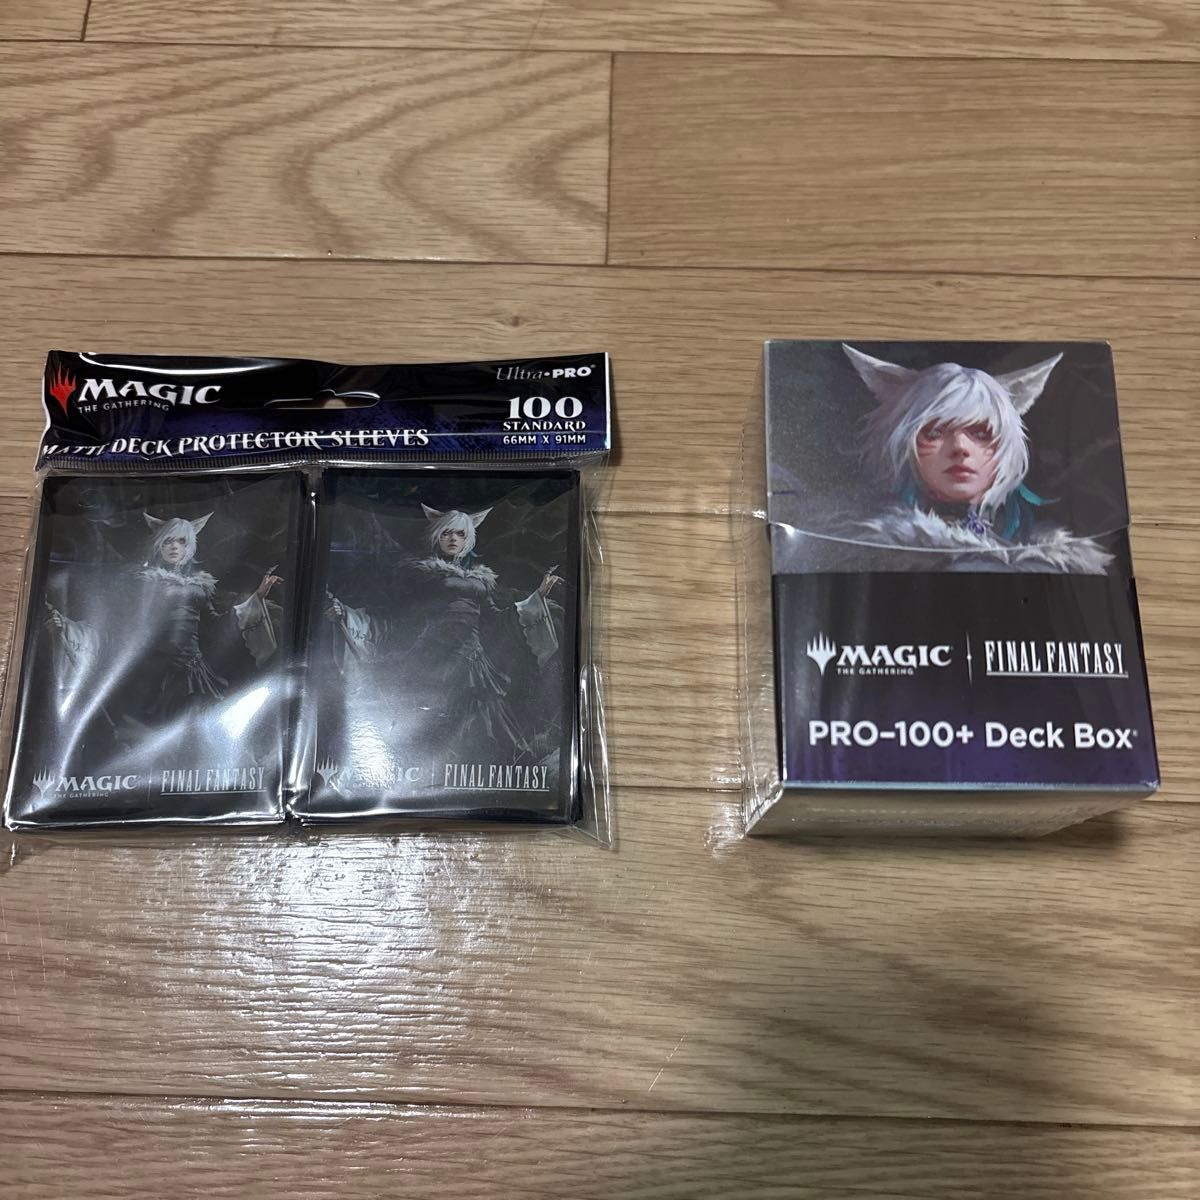 MAGIC
THE GATHERING
Ultra•PRO®
100
STANDARD
66MM X 91MM
MATTE DECK PROTECTOR® SLEEVES
MAGIC
THE GATHERING
FINAL FANTASY
MAGIC
THE GATHERING
FINAL FANTASY
MAGIC
THE GATHERING
FINAL FANTASY
PRO–100+ Deck Box®